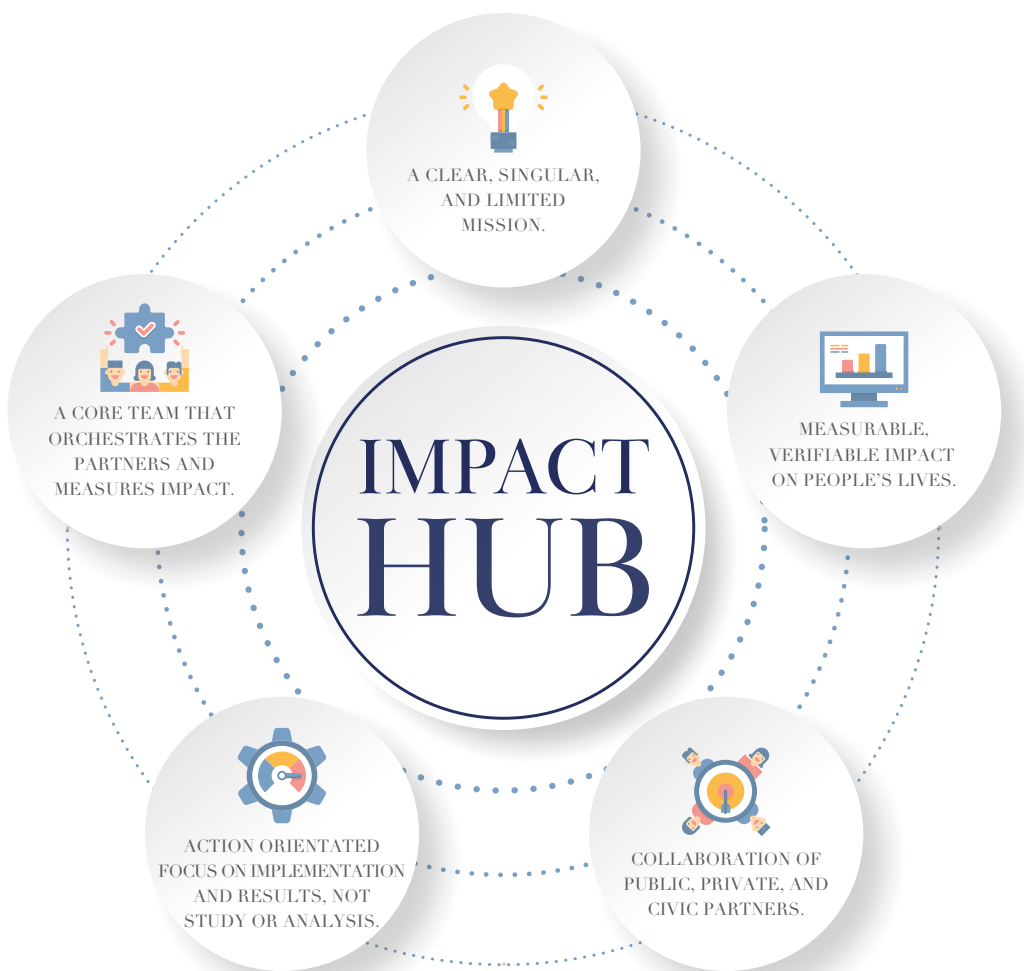 A CLEAR, SINGULAR,
AND LIMITED
MISSION.
A CORE TEAM THAT
ORCHESTRATES THE
PARTNERS AND
MEASURES IMPACT.
MEASURABLE,
VERIFIABLE IMPACT
ON PEOPLE'S LIVES.
IMPACT
HUB
ACTION ORIENTATED
FOCUS ON IMPLEMENTATION
AND RESULTS, NOT
STUDY OR ANALYSIS.
COLLABORATION OF
PUBLIC, PRIVATE, AND
CIVIC PARTNERS.